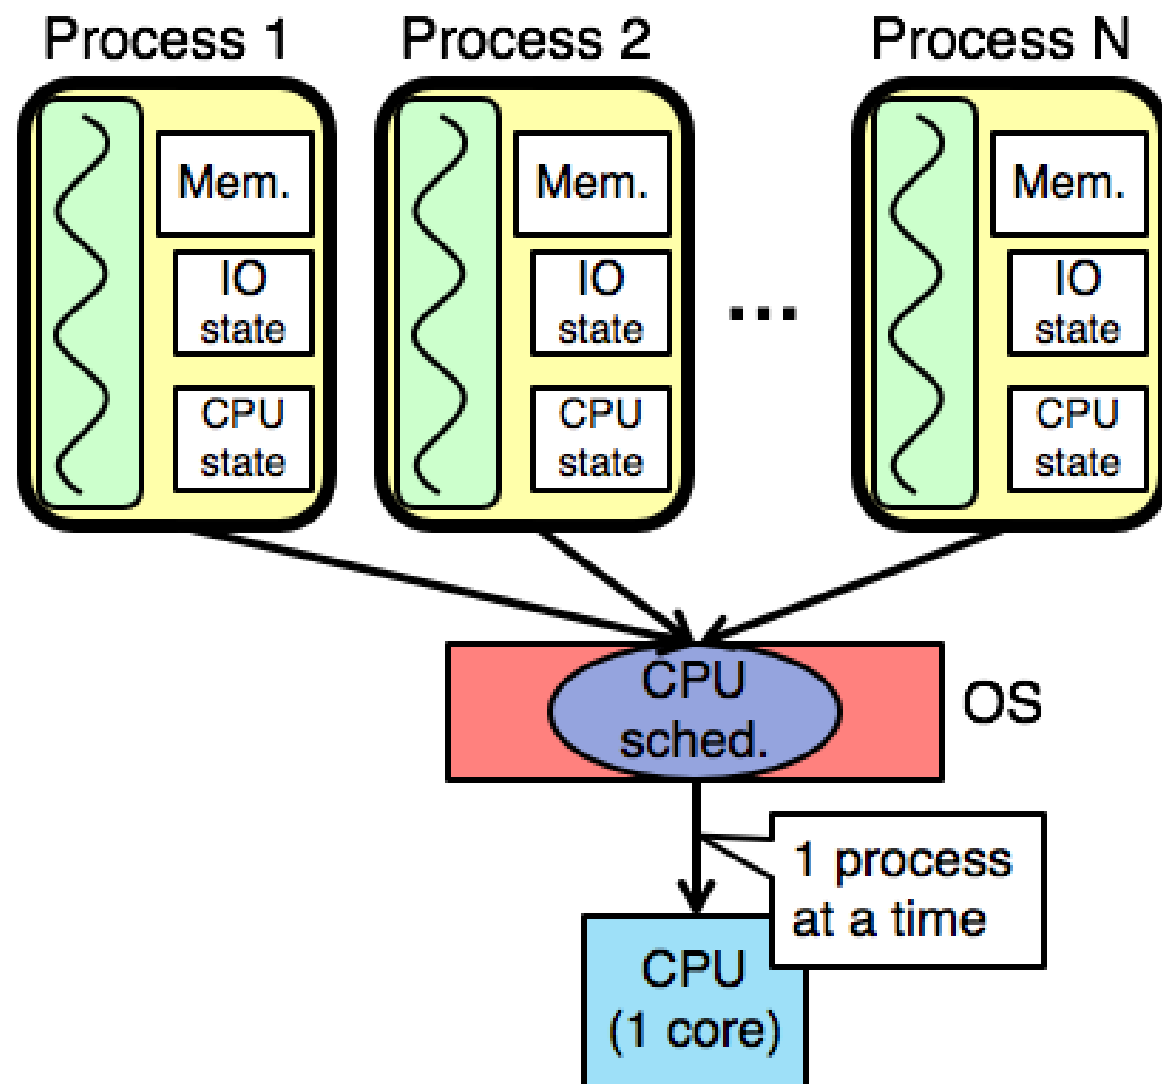 Process 1
Process 2
Process N
Mem.
IO
state
CPU
state
Mem.
IO
state
CPU
state
...
Mem.
IO
state
CPU
state
CPU
sched.
OS
1 process
at a time
CPU
(1 core)